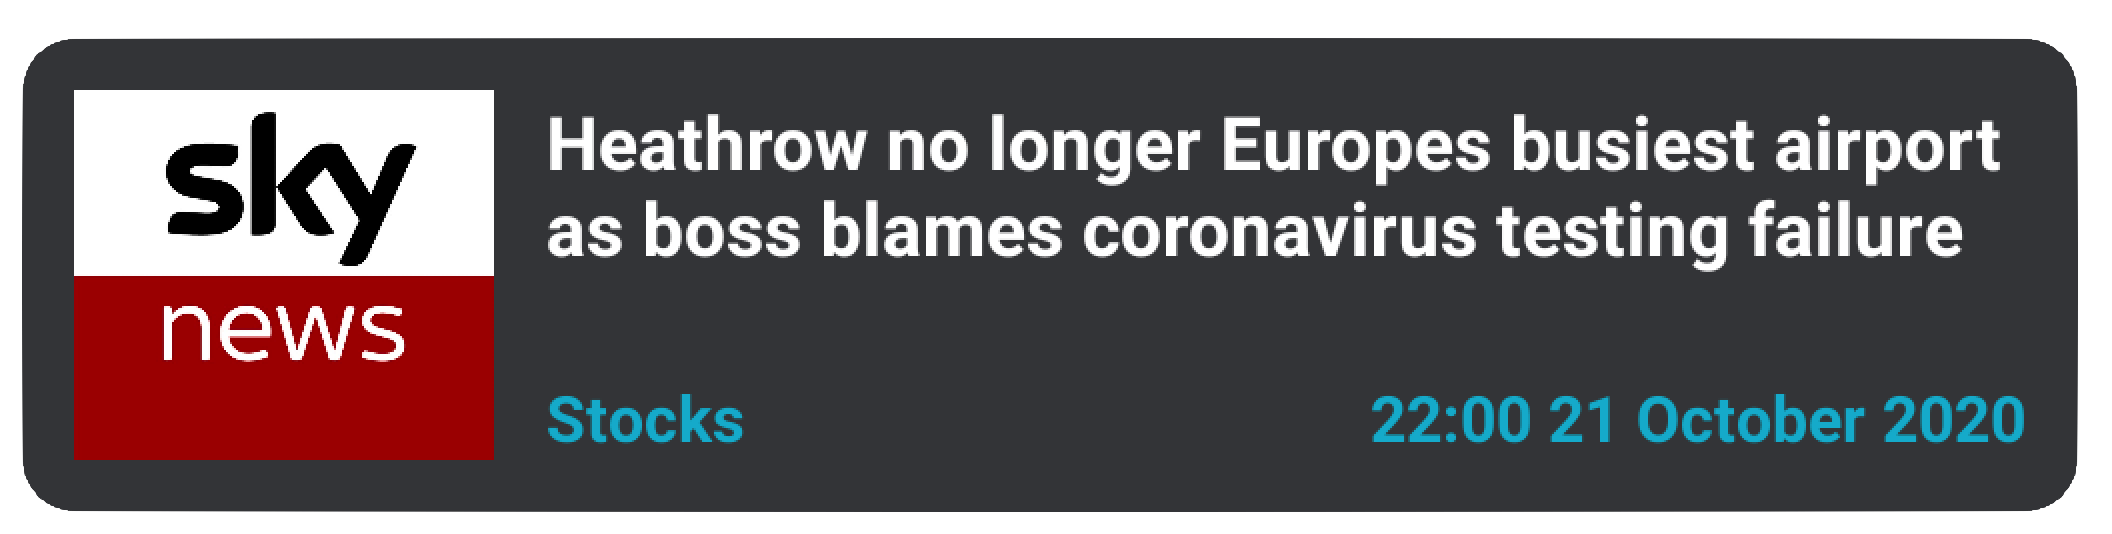 sky
news
Heathrow no longer Europes busiest airport
as boss blames coronavirus testing failure
Stocks
22:00 21 October 2020